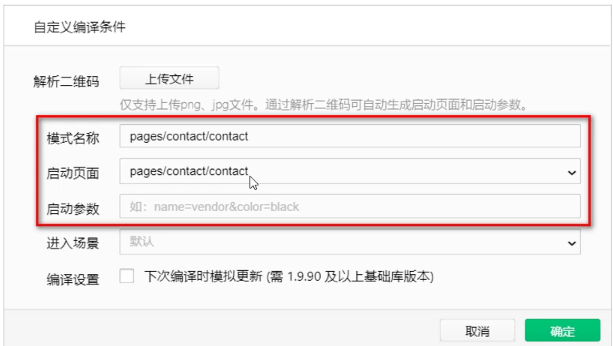 自定义编译条件
解析二维码 上传文件
仅支持上传png、jpg文件。通过解析二维码可自动生成启动页面和启动参数。
模式名称 pages/contact/contact
启动页面 pages/contact/contact
启动参数 如：name=vendor&color=black
进入场景 默认
编译设置 下次编译时模拟更新 (需 1.9.90 及以上基础库版本)
取消 确定